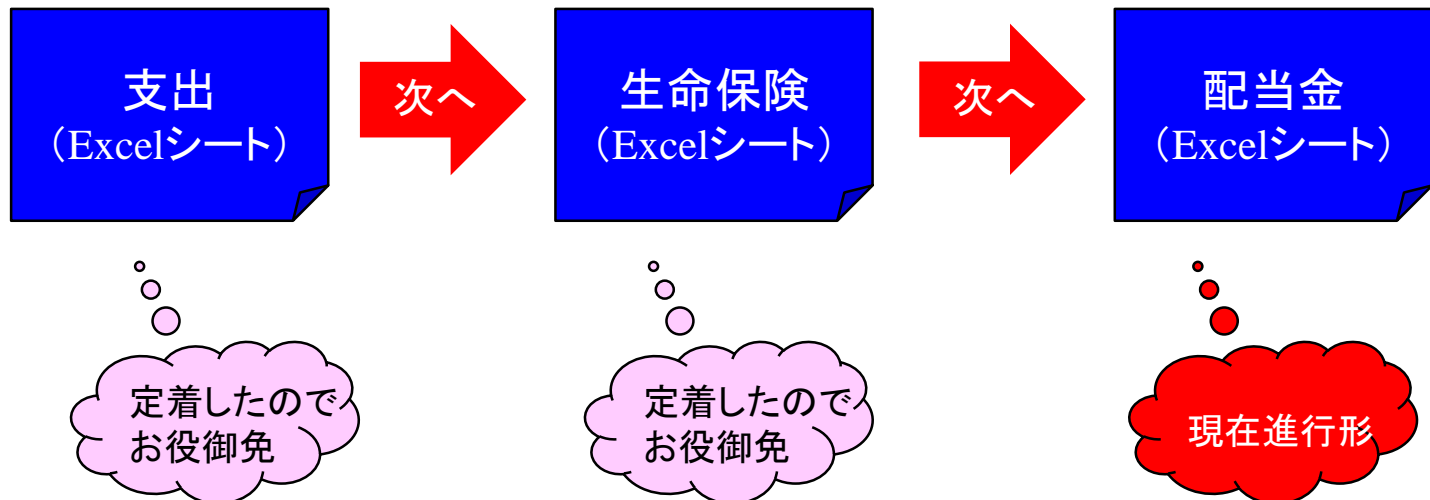 支出
（Excelシート）
次へ
生命保険
（Excelシート）
次へ
配当金
（Excelシート）
定着したので
お役御免
定着したので
お役御免
現在進行形